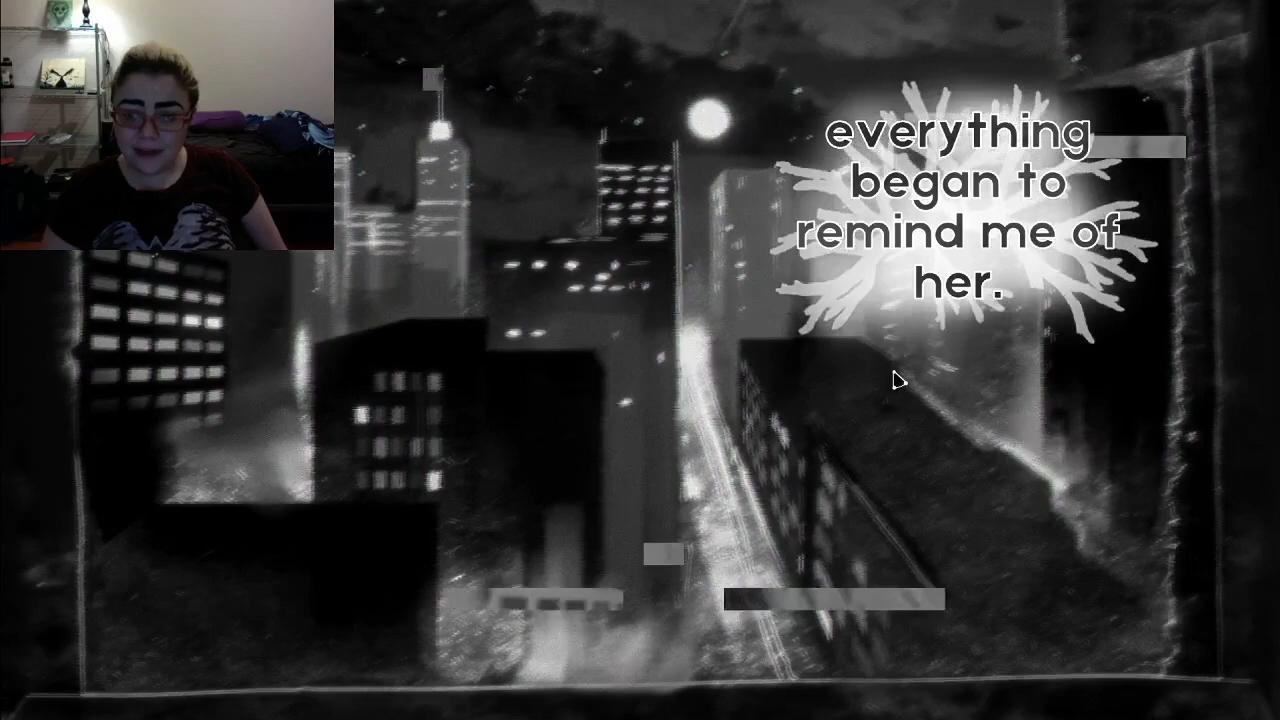 everything
began to
remind me of
her.